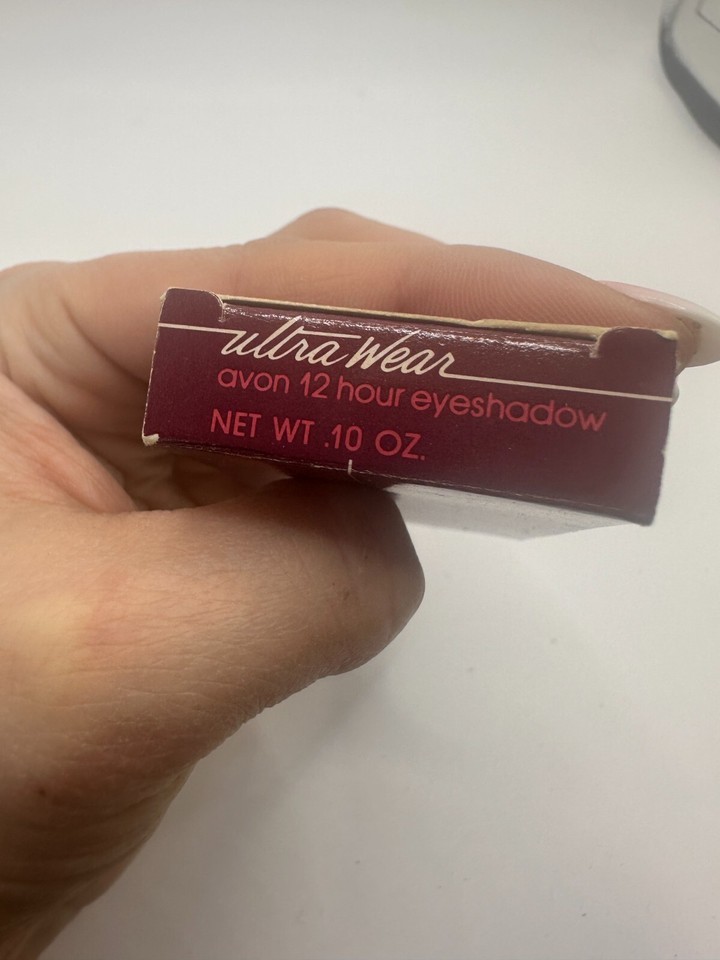 ultra Wear
avon 12 hour eyeshadow
NET WT .10 OZ.